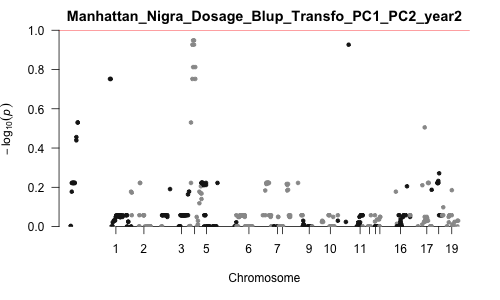 Manhattan_Nigra_Dosage_Blup_Transfo_PC1_PC2_year2
1.0
0.8
0.6
0.4
0.2
0.0
− log10(p)
1 2 3 5 6 7 9 10 11 16 17 19
Chromosome